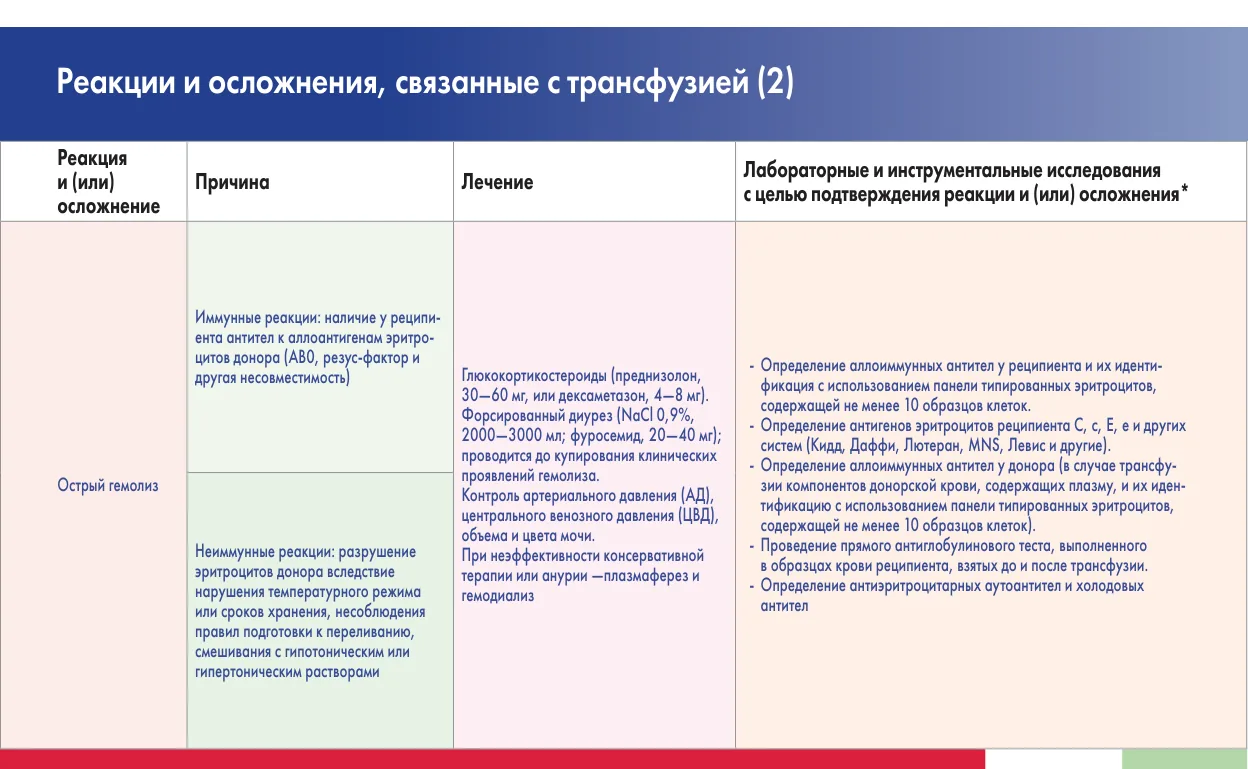 Реакции и осложнения, связанные с трансфузией (2)
Реакция
и (или)
осложнение
Причина
Лечение
Лабораторные и инструментальные исследования
с целью подтверждения реакции и (или) осложнения*
Острый гемолиз
Иммунные реакции: наличие у реципи-
ента антител к аллоантигенам эритро-
цитов донора (АВ0, резус-фактор и
другая несовместимость)
Неиммунные реакции: разрушение
эритроцитов донора вследствие
нарушения температурного режима
или сроков хранения, несоблюдения
правил подготовки к переливанию,
смешивания с гипотоническим или
гипертоническим растворами
Глюкокортикостероиды (преднизолон,
30—60 мг, или дексаметазон, 4—8 мг).
Форсированный диурез (NaCl 0,9%,
2000—3000 мл; фуросемид, 20—40 мг);
проводится до купирования клинических
проявлений гемолиза.
Контроль артериального давления (АД),
центрального венозного давления (ЦВД),
объема и цвета мочи.
При неэффективности консервативной
терапии или анурии —плазмаферез и
гемодиализ
- Определение аллоиммунных антител у реципиента и их иденти-
фикация с использованием панели типированных эритроцитов,
содержащей не менее 10 образцов клеток.
- Определение антигенов эритроцитов реципиента C, c, E, e и других
систем (Кидд, Даффи, Лютеран, MNS, Левис и другие).
- Определение аллоиммунных антител у донора (в случае трансфу-
зии компонентов донорской крови, содержащих плазму, и их иден-
тификацию с использованием панели типированных эритроцитов,
содержащей не менее 10 образцов клеток).
- Проведение прямого антиглобулинового теста, выполненного
в образцах крови реципиента, взятых до и после трансфузии.
- Определение антиэритроцитарных аутоантител и холодовых
антител